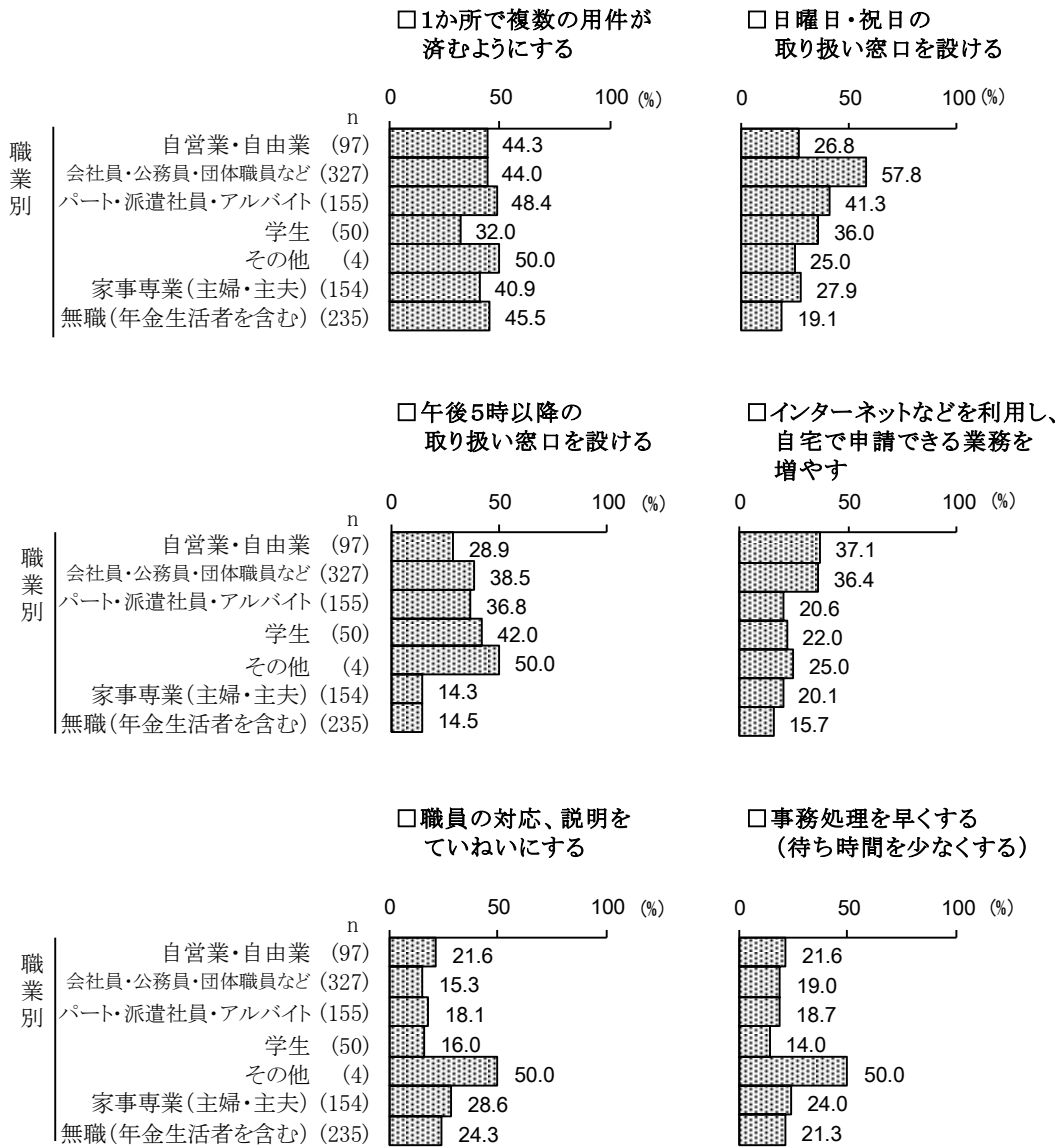 □1か所で複数の用件が
済むようにする
0 50 100 (%)
n
職業別
自営業・自由業 (97) 44.3
会社員・公務員・団体職員など (327) 44.0
パート・派遣社員・アルバイト (155) 48.4
学生 (50) 32.0
その他 (4) 50.0
家事専業(主婦・主夫) (154) 40.9
無職(年金生活者を含む) (235) 45.5
□日曜日・祝日の
取り扱い窓口を設ける
0 50 100 (%)
26.8
57.8
41.3
36.0
25.0
27.9
19.1
□午後5時以降の
取り扱い窓口を設ける
0 50 100 (%)
n
職業別
自営業・自由業 (97) 28.9
会社員・公務員・団体職員など (327) 38.5
パート・派遣社員・アルバイト (155) 36.8
学生 (50) 42.0
その他 (4) 50.0
家事専業(主婦・主夫) (154) 14.3
無職(年金生活者を含む) (235) 14.5
□インターネットなどを利用し、
自宅で申請できる業務を
増やす
0 50 100 (%)
37.1
36.4
20.6
22.0
25.0
20.1
15.7
□職員の対応、説明を
ていねいにする
0 50 100 (%)
n
職業別
自営業・自由業 (97) 21.6
会社員・公務員・団体職員など (327) 15.3
パート・派遣社員・アルバイト (155) 18.1
学生 (50) 16.0
その他 (4) 50.0
家事専業(主婦・主夫) (154) 28.6
無職(年金生活者を含む) (235) 24.3
□事務処理を早くする
(待ち時間を少なくする)
0 50 100 (%)
21.6
19.0
18.7
14.0
50.0
24.0
21.3